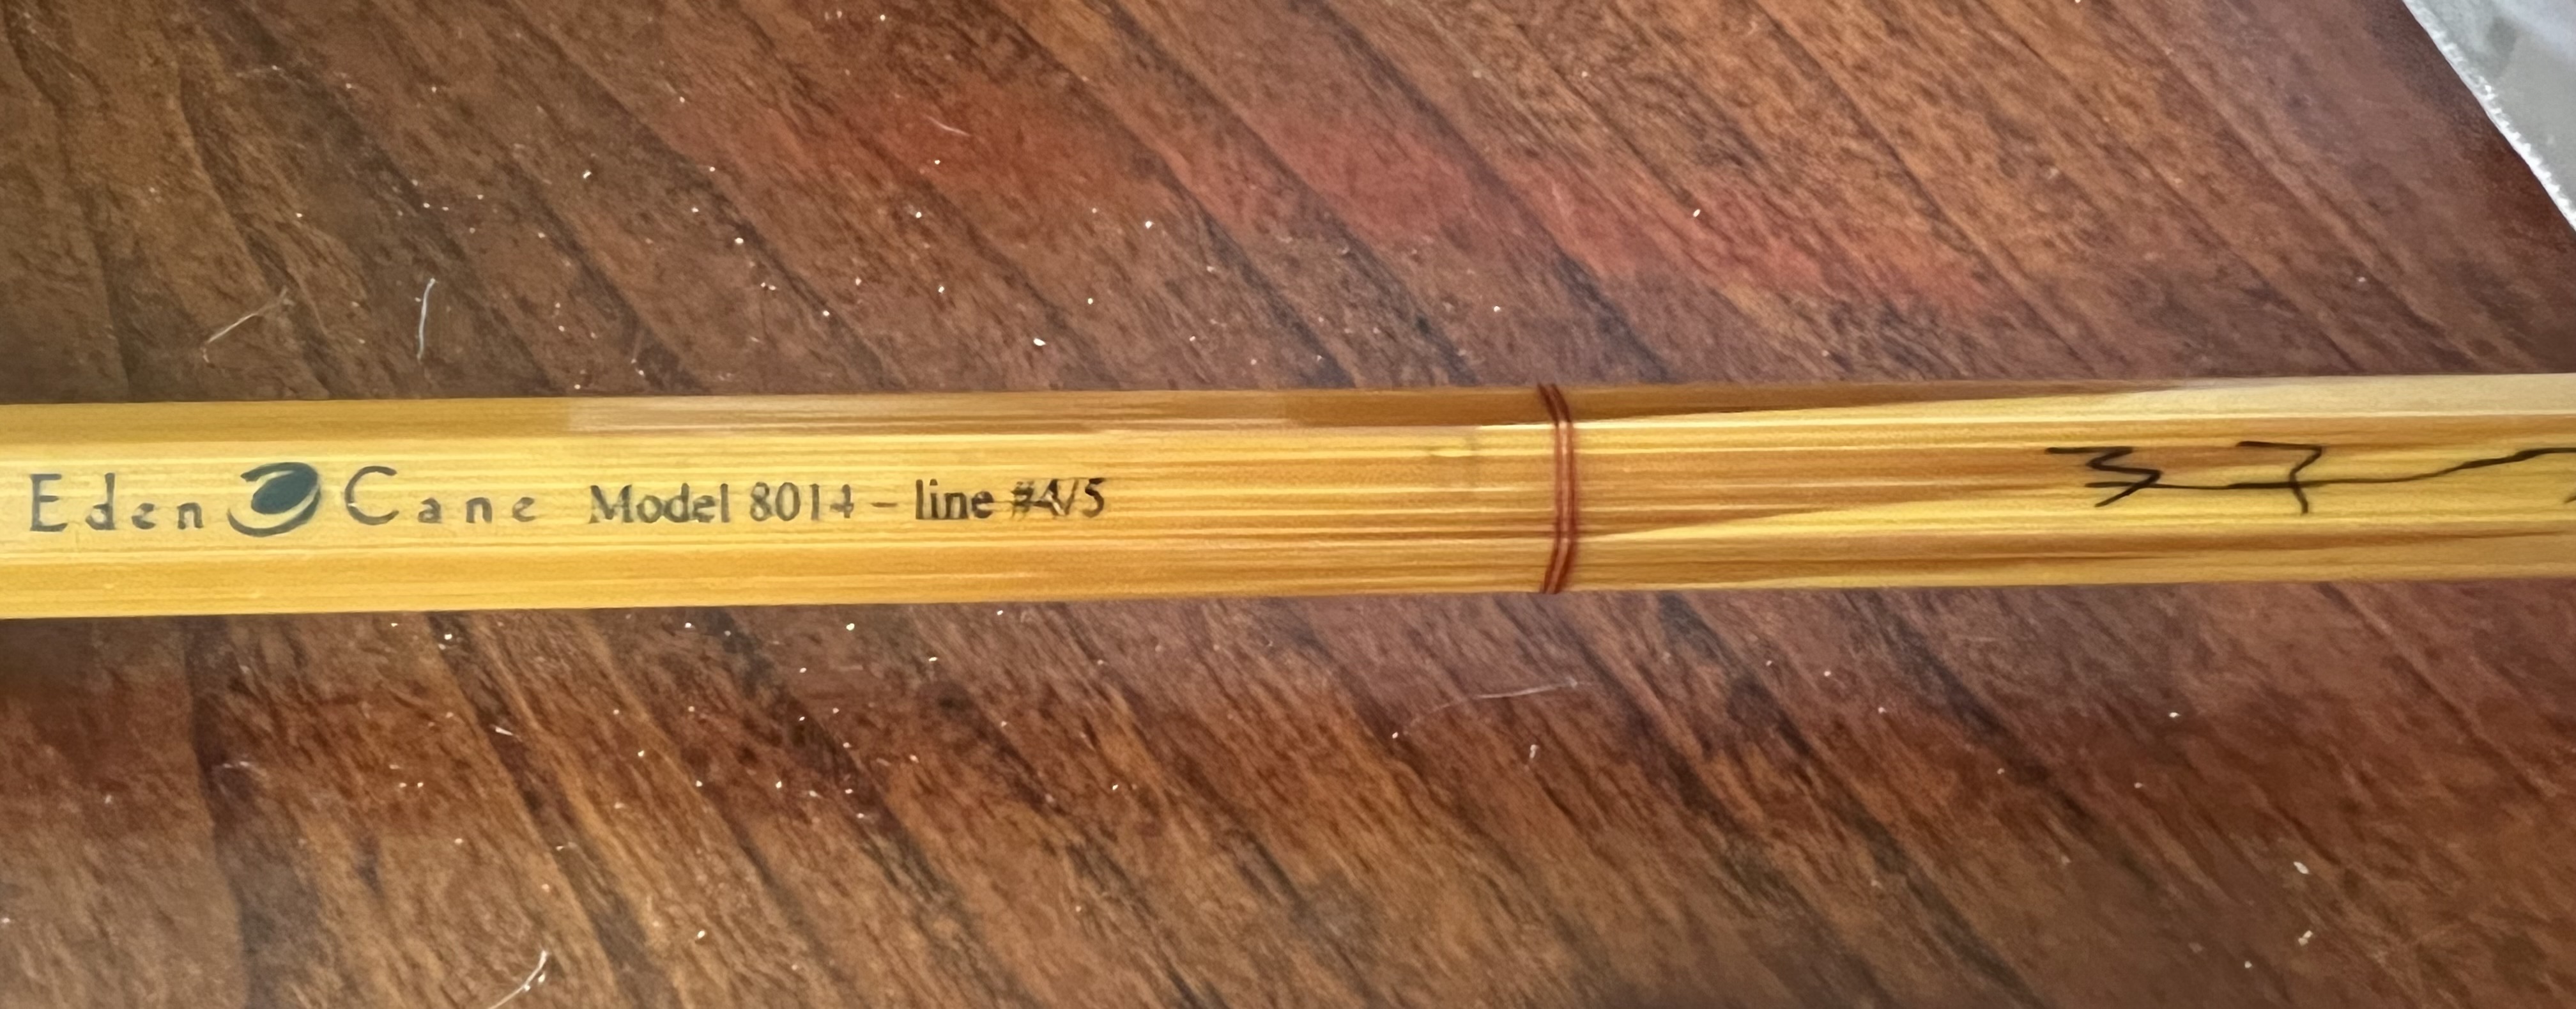 Eden Cane Model 8014 – line #4/5